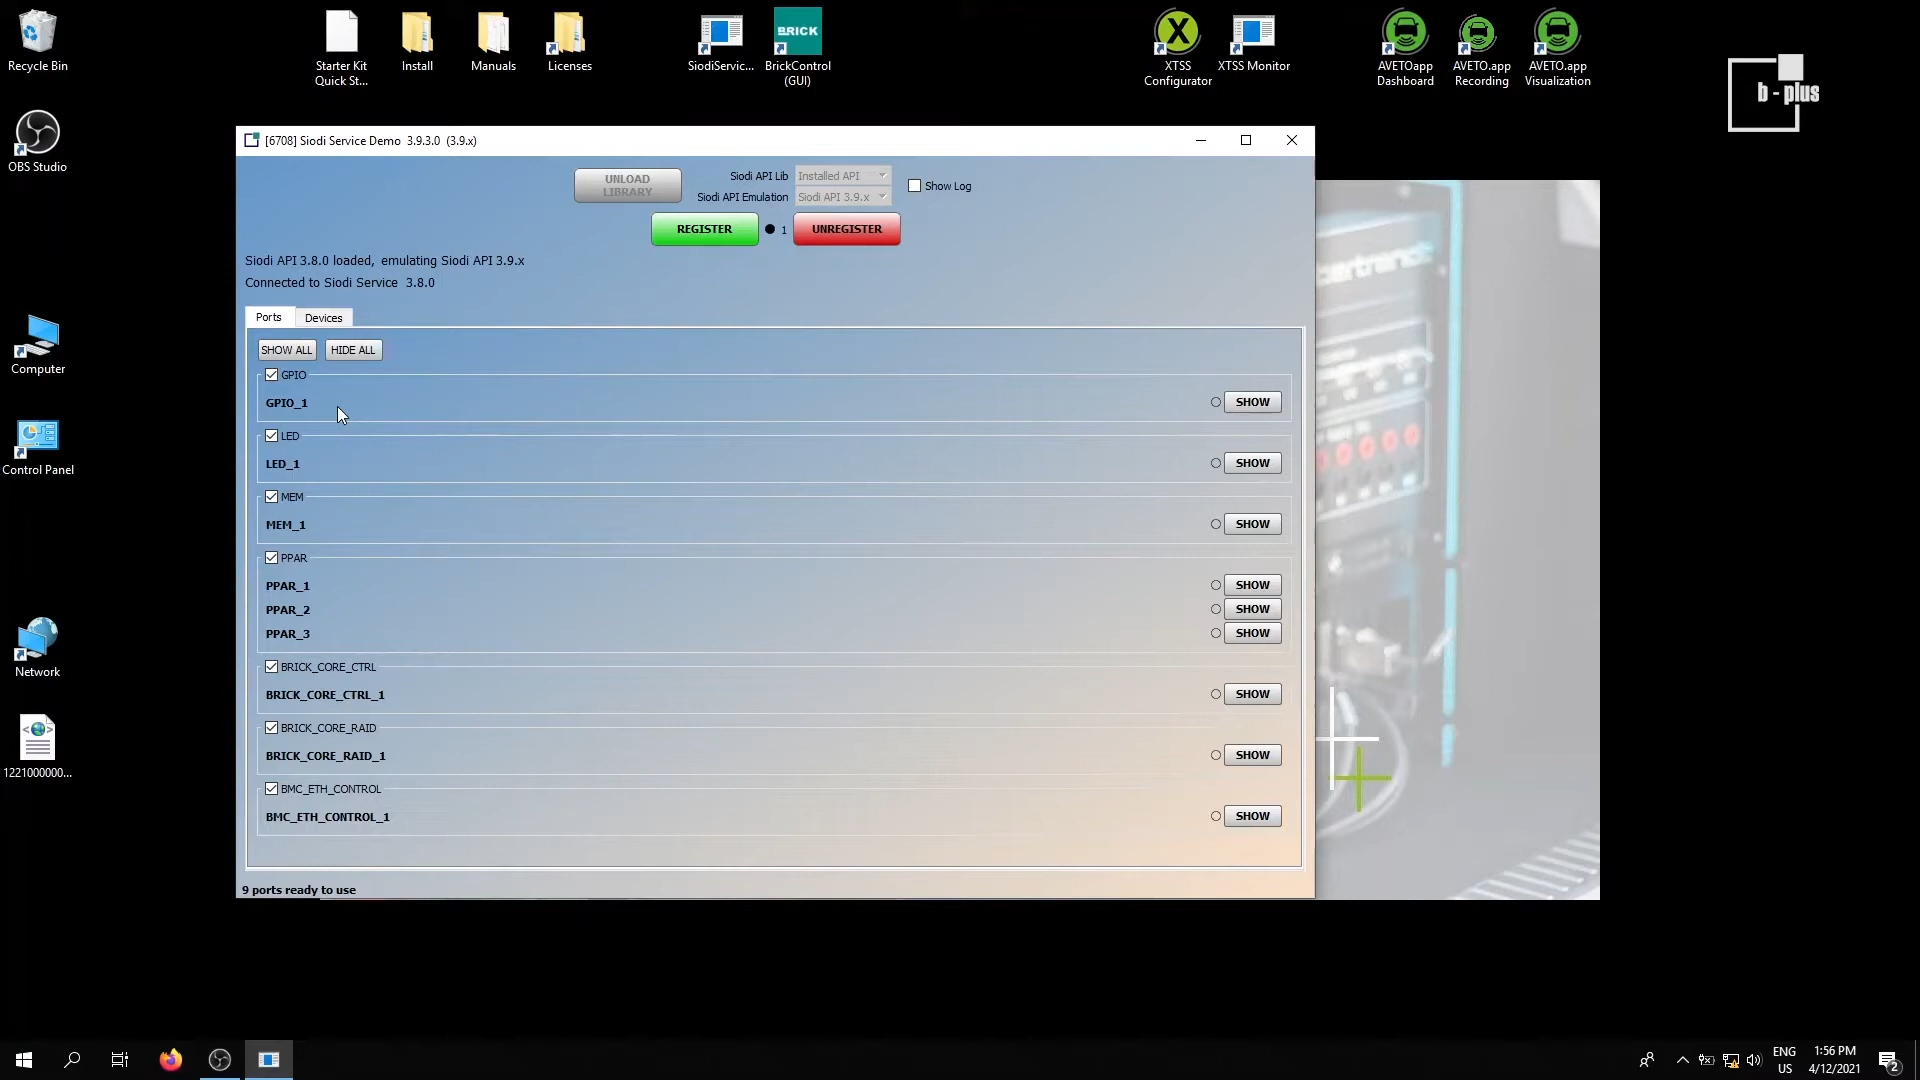 Recycle Bin
Starter Kit
Quick St...
Install
Manuals
Licenses
SiodiServic...
BRICK
BrickControl
(GUI)
X
XTSS
Configurator
XTSS Monitor
AVETOapp
Dashboard
AVETO.app
Recording
AVETO.app
Visualization
b-plus
OBS Studio
Computer
Control Panel
Network
1221000000...
[6708] Siodi Service Demo 3.9.3.0 (3.9.x)
UNLOAD
LIBRARY
Siodi API Lib
Installed API
Siodi API Emulation
Siodi API 3.9.x
Show Log
REGISTER
1
UNREGISTER
Siodi API 3.8.0 loaded, emulating Siodi API 3.9.x
Connected to Siodi Service 3.8.0
Ports
Devices
SHOW ALL
HIDE ALL
GPIO
GPIO_1
SHOW
LED
LED_1
SHOW
MEM
MEM_1
SHOW
PPAR
PPAR_1
SHOW
PPAR_2
SHOW
PPAR_3
SHOW
BRICK_CORE_CTRL
BRICK_CORE_CTRL_1
SHOW
BRICK_CORE_RAID
BRICK_CORE_RAID_1
SHOW
BMC_ETH_CONTROL
BMC_ETH_CONTROL_1
SHOW
9 ports ready to use
ENG
US
1:56 PM
4/12/2021
2